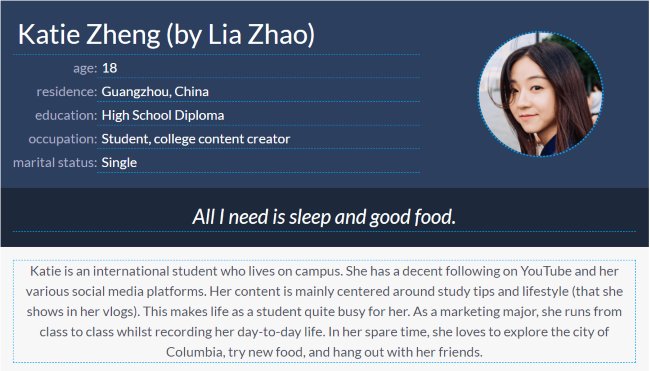 Katie Zheng (by Lia Zhao)
age: 18
residence: Guangzhou, China
education: High School Diploma
occupation: Student, college content creator
marital status: Single
All I need is sleep and good food.
Katie is an international student who lives on campus. She has a decent following on YouTube and her
various social media platforms. Her content is mainly centered around study tips and lifestyle (that she
shows in her vlogs). This makes life as a student quite busy for her. As a marketing major, she runs from
class to class whilst recording her day-to-day life. In her spare time, she loves to explore the city of
Columbia, try new food, and hang out with her friends.